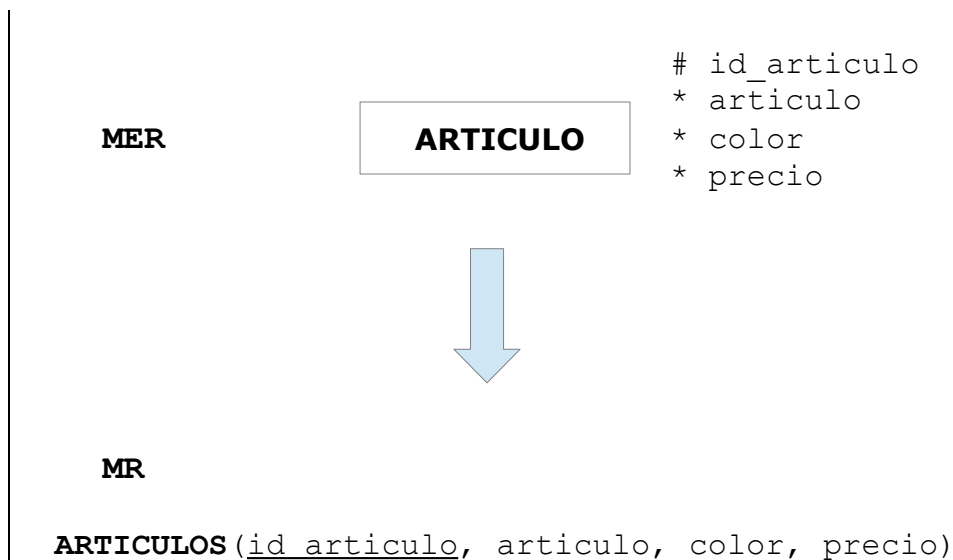 # id_articulo
* articulo
MER ARTICULO * color
* precio
MR
ARTICULOS(id_articulo, articulo, color, precio)